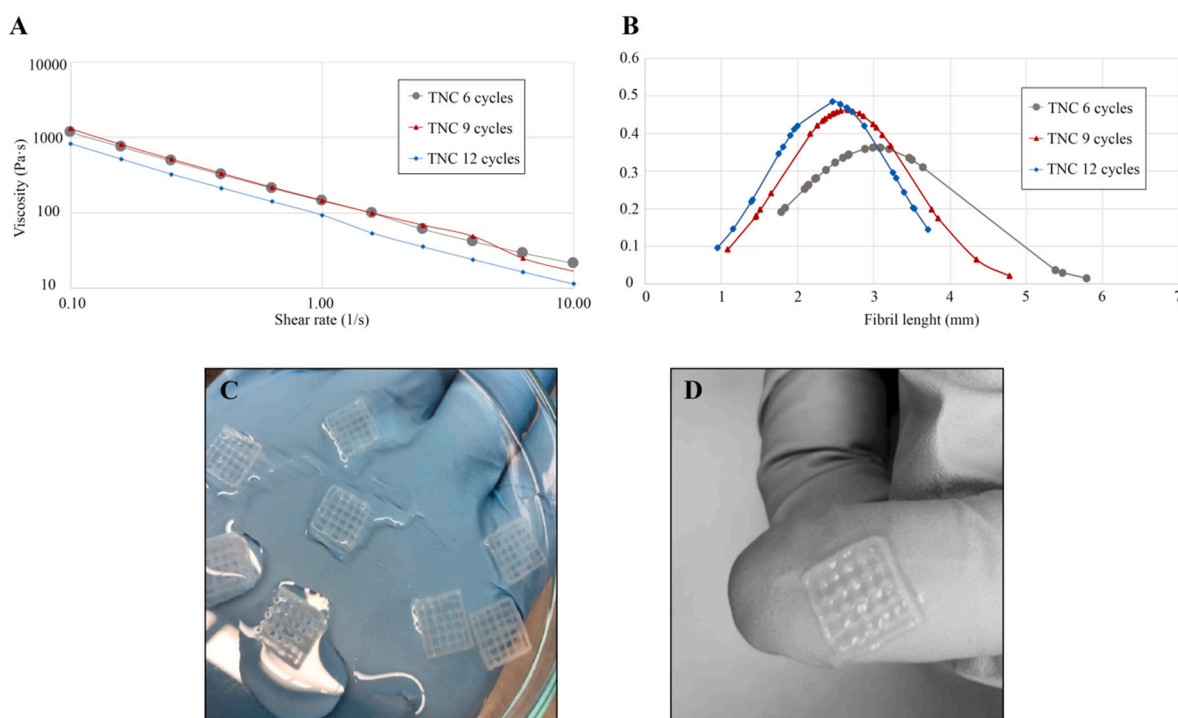 A
10000
1000
100
10
0.10
1.00
10.00
Viscosity (Pa·s)
Shear rate (1/s)
TNC 6 cycles
TNC 9 cycles
TNC 12 cycles
B
0.6
0.5
0.4
0.3
0.2
0.1
0
0
1
2
3
4
5
6
7
Fibril lenght (mm)
TNC 6 cycles
TNC 9 cycles
TNC 12 cycles
C
D